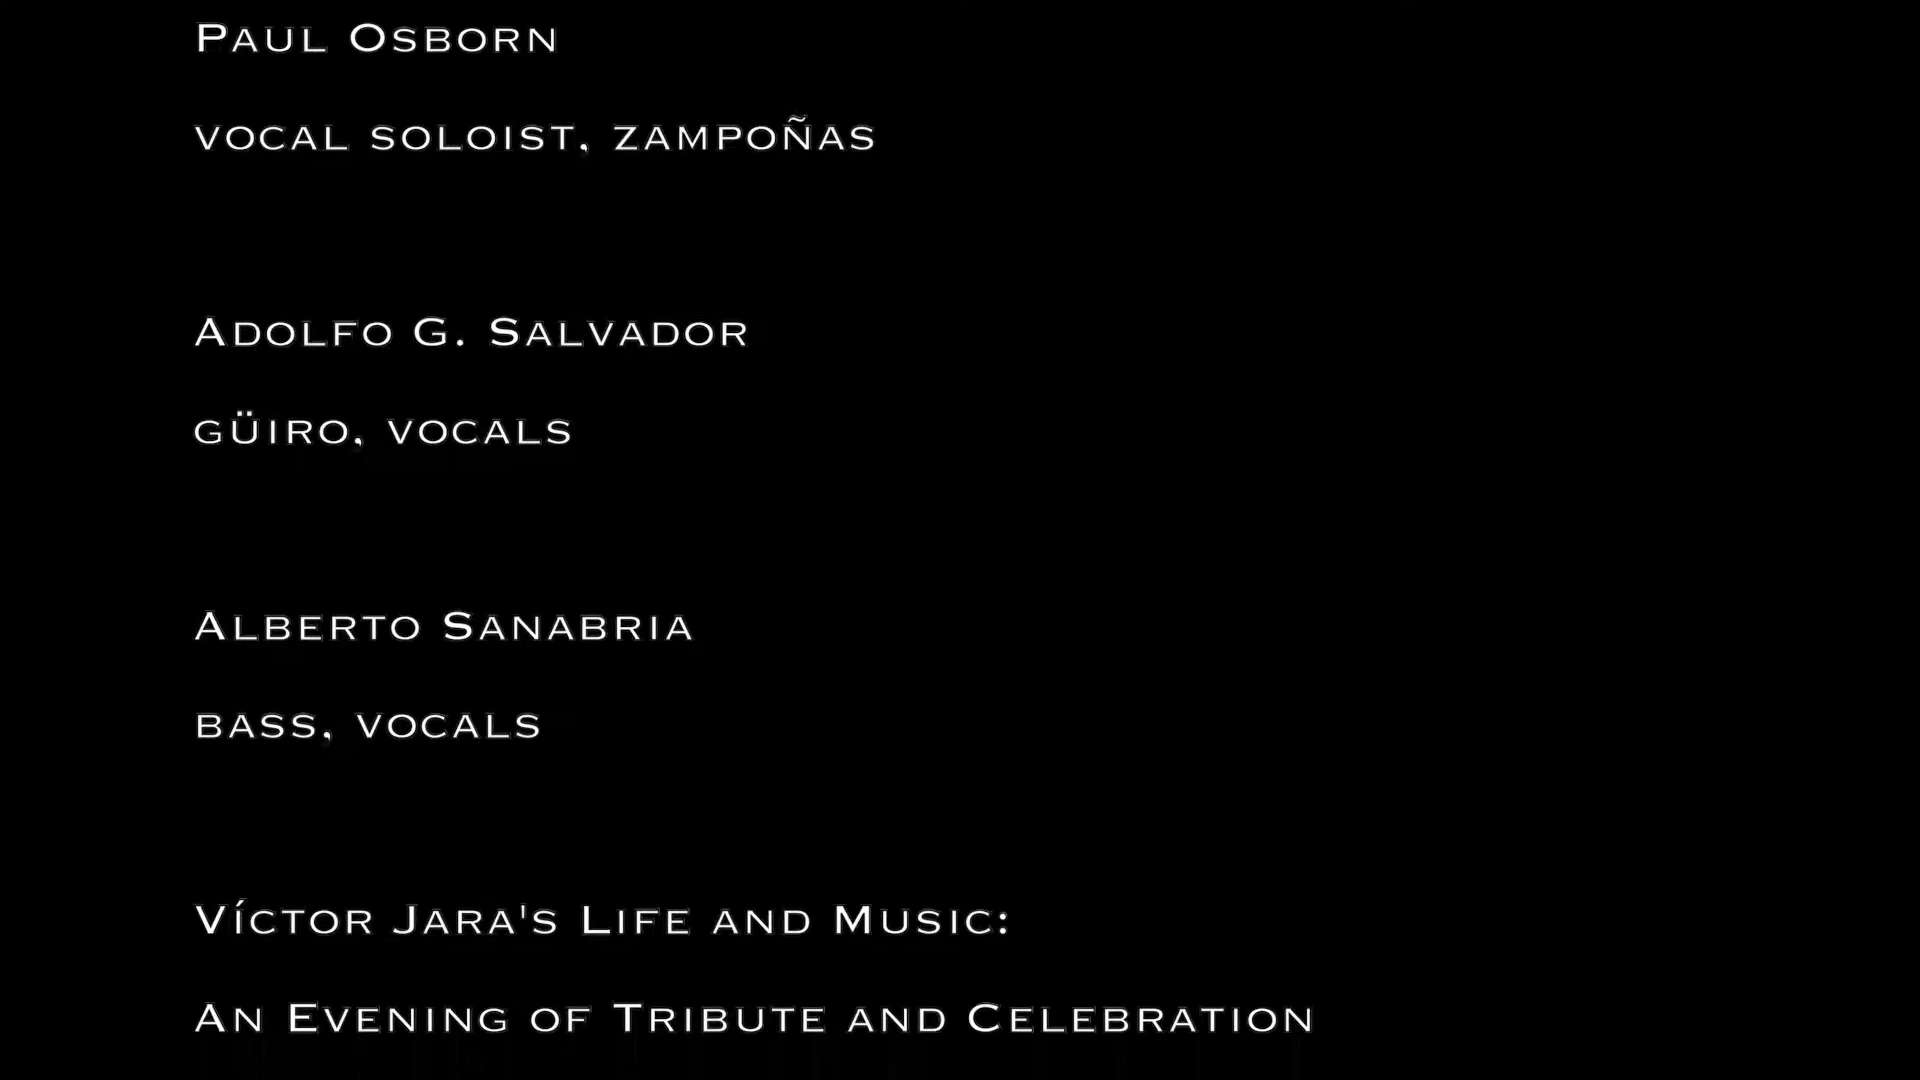 Paul Osborn
vocal soloist, zampoñas
Adolfo G. Salvador
güiro, vocals
Alberto Sanabria
bass, vocals
Víctor Jara's Life and Music:
An Evening of Tribute and Celebration